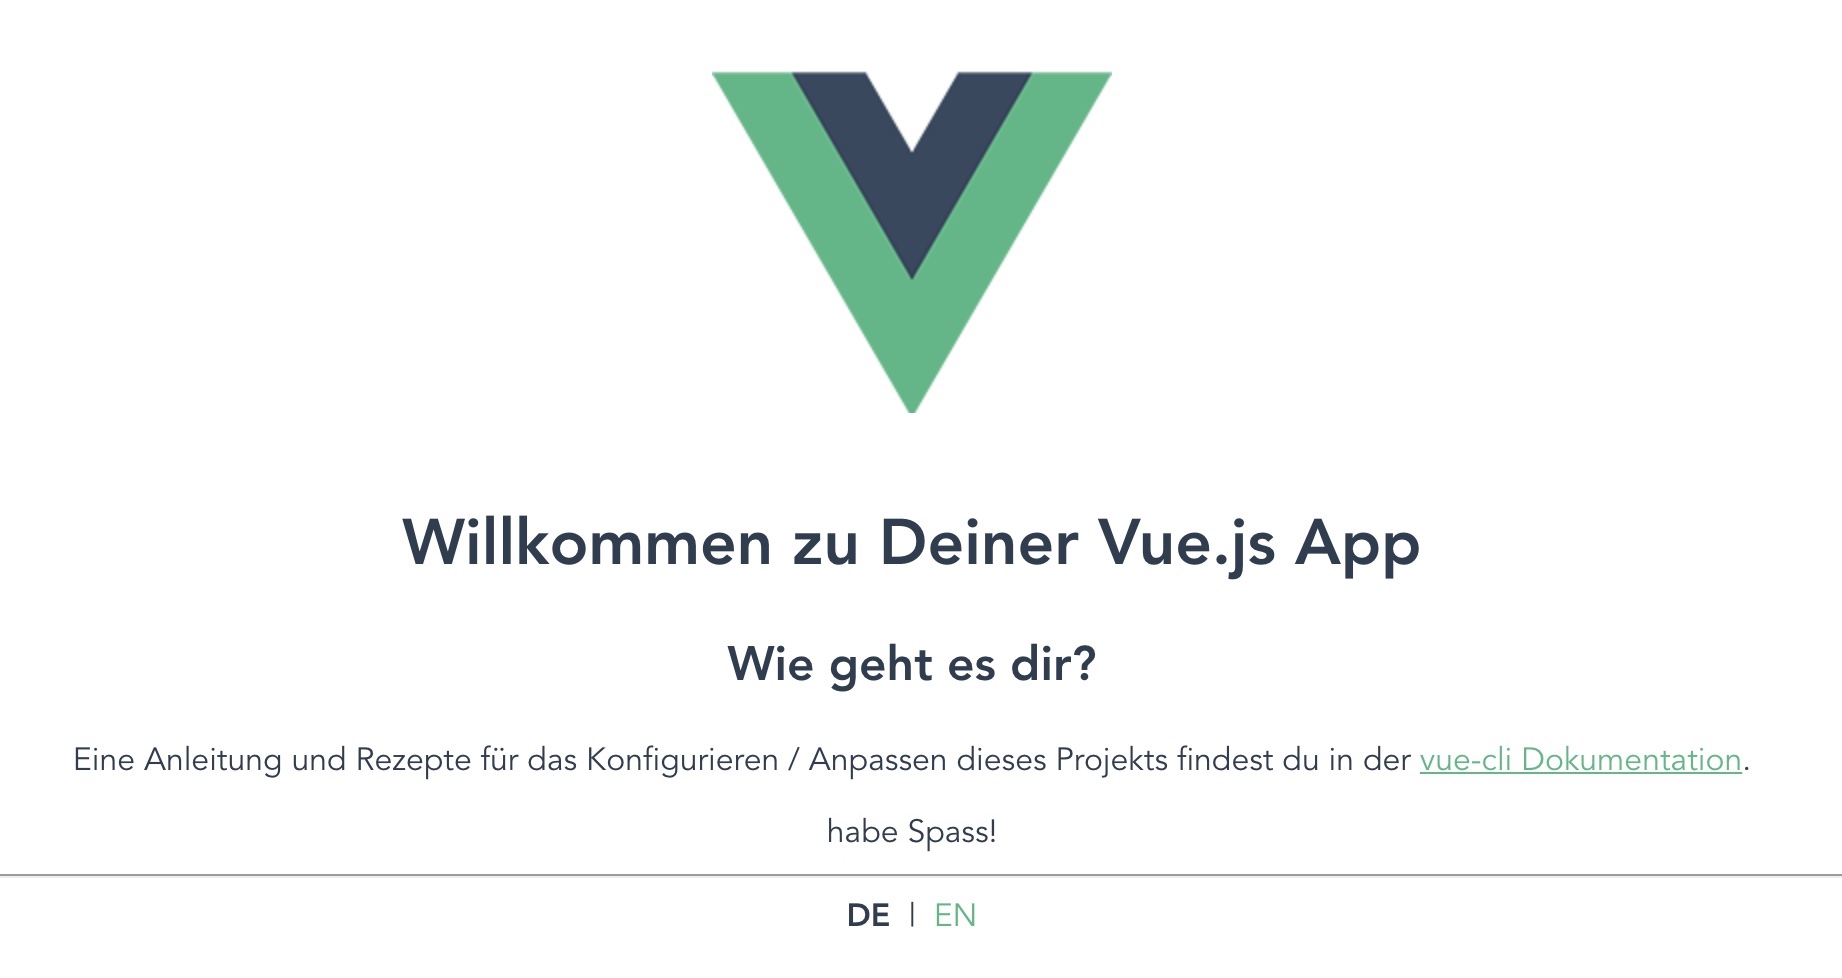 Willkommen zu Deiner Vue.js App
Wie geht es dir?
Eine Anleitung und Rezepte für das Konfigurieren / Anpassen dieses Projekts findest du in der vue-cli Dokumentation.
habe Spass!
DE | EN